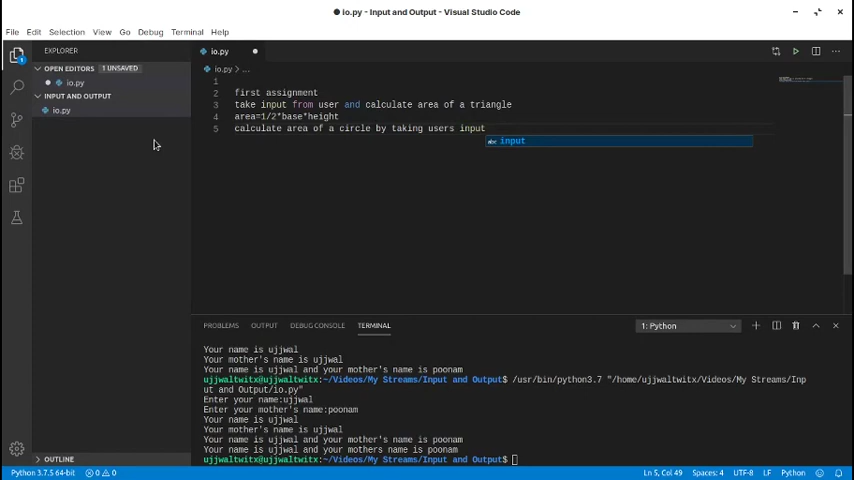 io.py - Input and Output - Visual Studio Code
File Edit Selection View Go Debug Terminal Help
EXPLORER
OPEN EDITORS 1 UNSAVED
io.py
INPUT AND OUTPUT
io.py
OUTLINE
io.py
io.py > ...
1
2 first assignment
3 take input from user and calculate area of a triangle
4 area=1/2*base*height
5 calculate area of a circle by taking users input
abc input
PROBLEMS OUTPUT DEBUG CONSOLE TERMINAL 1: Python
Your name is ujjwal
Your mother's name is ujjwal
Your name is ujjwal and your mother's name is poonam
ujjwaltwitx@ujjwaltwitx:~/Videos/My Streams/Input and Output$ /usr/bin/python3.7 "/home/ujjwaltwitx/Videos/My Streams/Inp
ut and Output/io.py"
Enter your name:ujjwal
Enter your mother's name:poonam
Your name is ujjwal
Your mother's name is ujjwal
Your name is ujjwal and your mother's name is poonam
Your name is ujjwal and your mothers name is poonam
ujjwaltwitx@ujjwaltwitx:~/Videos/My Streams/Input and Output$
Python 3.7.5 64-bit 0 0 Ln 5, Col 49 Spaces: 4 UTF-8 LF Python